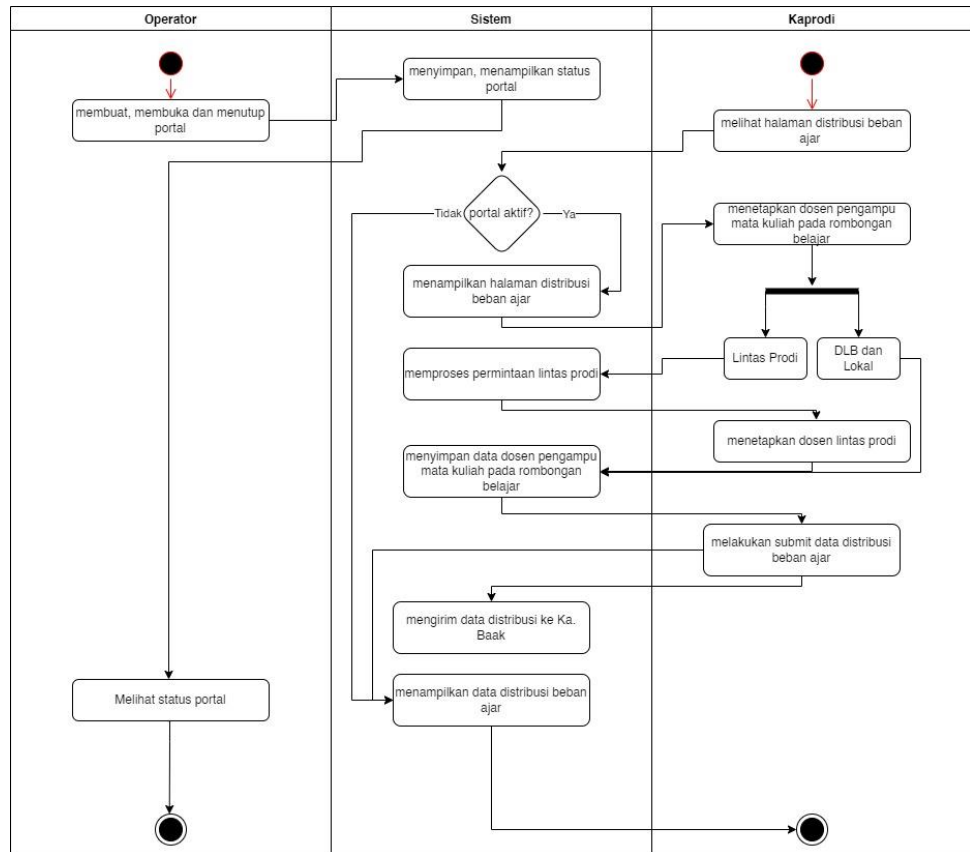 Operator
Sistem
Kaprodi
menyimpan, menampilkan status
portal
membuat, membuka dan menutup
portal
melihat halaman distribusi beban
ajar
Tidak
portal aktif?
Ya
menetapkan dosen pengampu
mata kuliah pada rombongan
belajar
menampilkan halaman distribusi
beban ajar
Lintas Prodi
DLB dan
Lokal
memproses permintaan lintas prodi
menetapkan dosen lintas prodi
menyimpan data dosen pengampu
mata kuliah pada rombongan
belajar
melakukan submit data distribusi
beban ajar
mengirim data distribusi ke Ka.
Baak
Melihat status portal
menampilkan data distribusi beban
ajar